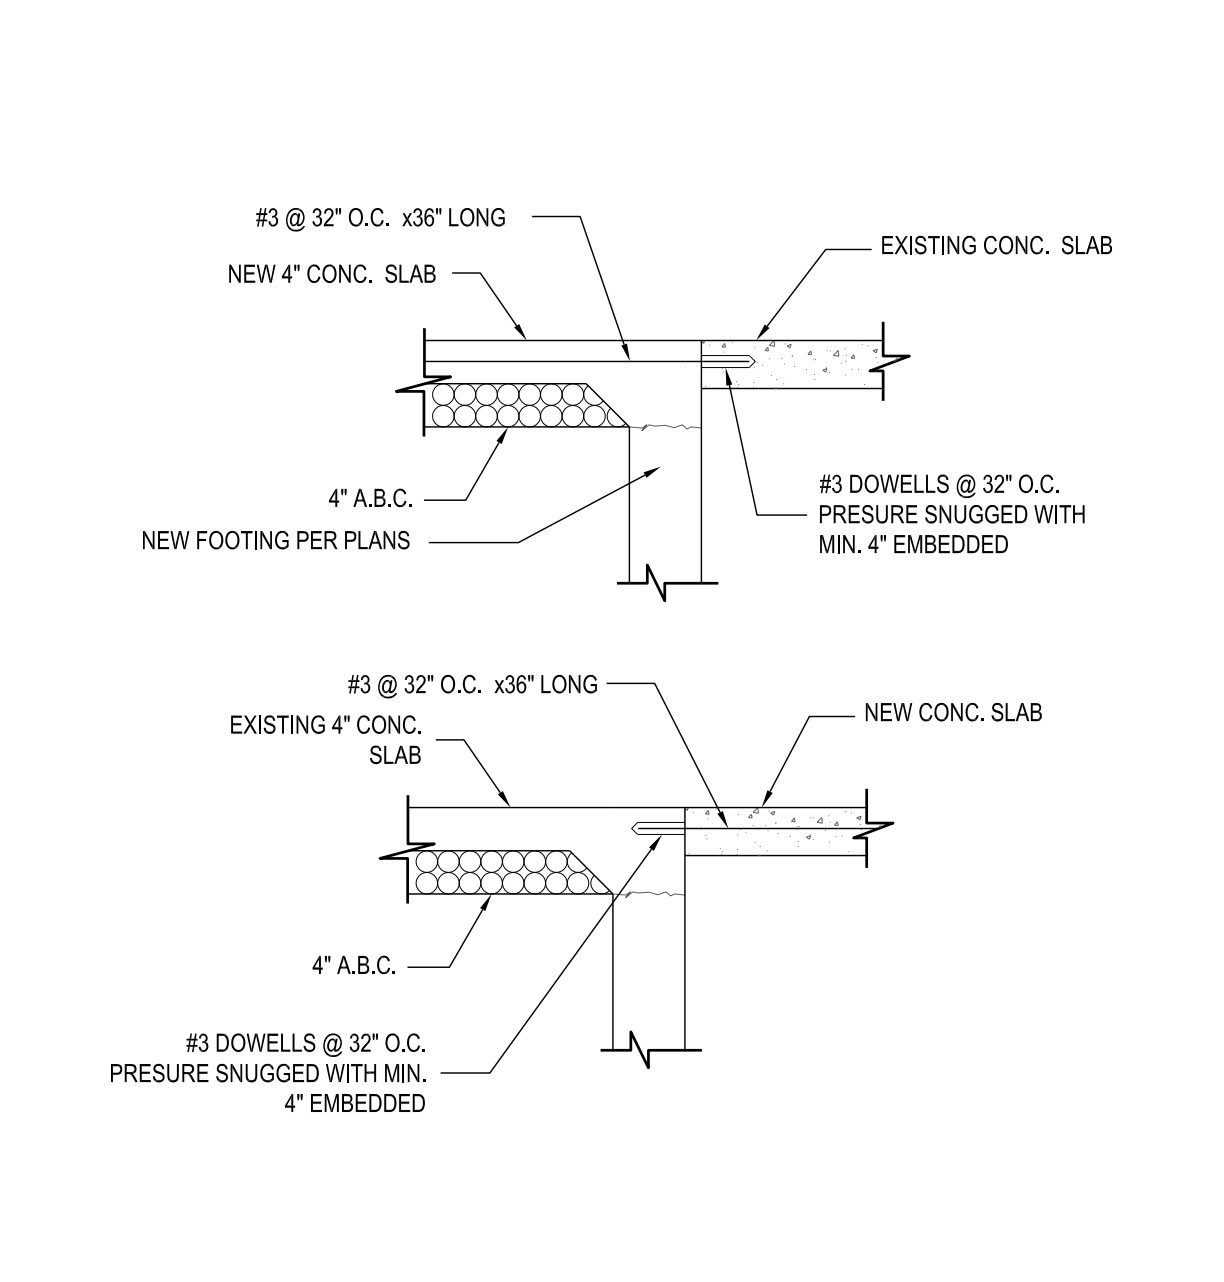 #3 @ 32" O.C. x36" LONG
EXISTING CONC. SLAB
NEW 4" CONC. SLAB
#3 DOWELLS @ 32" O.C.
PRESURE SNUGGED WITH
MIN. 4" EMBEDDED
4" A.B.C.
NEW FOOTING PER PLANS
#3 @ 32" O.C. x36" LONG
NEW CONC. SLAB
EXISTING 4" CONC.
SLAB
4" A.B.C.
#3 DOWELLS @ 32" O.C.
PRESURE SNUGGED WITH MIN.
4" EMBEDDED